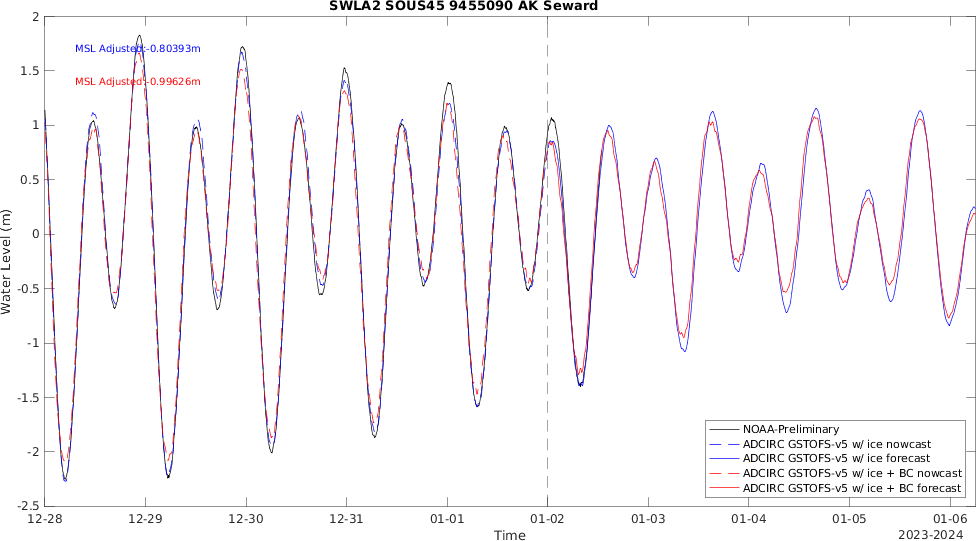 SWLA2 SOUS45 9455090 AK Seward
MSL Adjusted:-0.80393m
MSL Adjusted:-0.99626m
2
1.5
1
0.5
0
-0.5
-1
-1.5
-2
-2.5
Water Level (m)
NOAA-Preliminary
ADCIRC GSTOFS-v5 w/ ice nowcast
ADCIRC GSTOFS-v5 w/ ice forecast
ADCIRC GSTOFS-v5 w/ ice + BC nowcast
ADCIRC GSTOFS-v5 w/ ice + BC forecast
12-28 12-29 12-30 12-31 01-01 01-02 01-03 01-04 01-05 01-06
Time
2023-2024